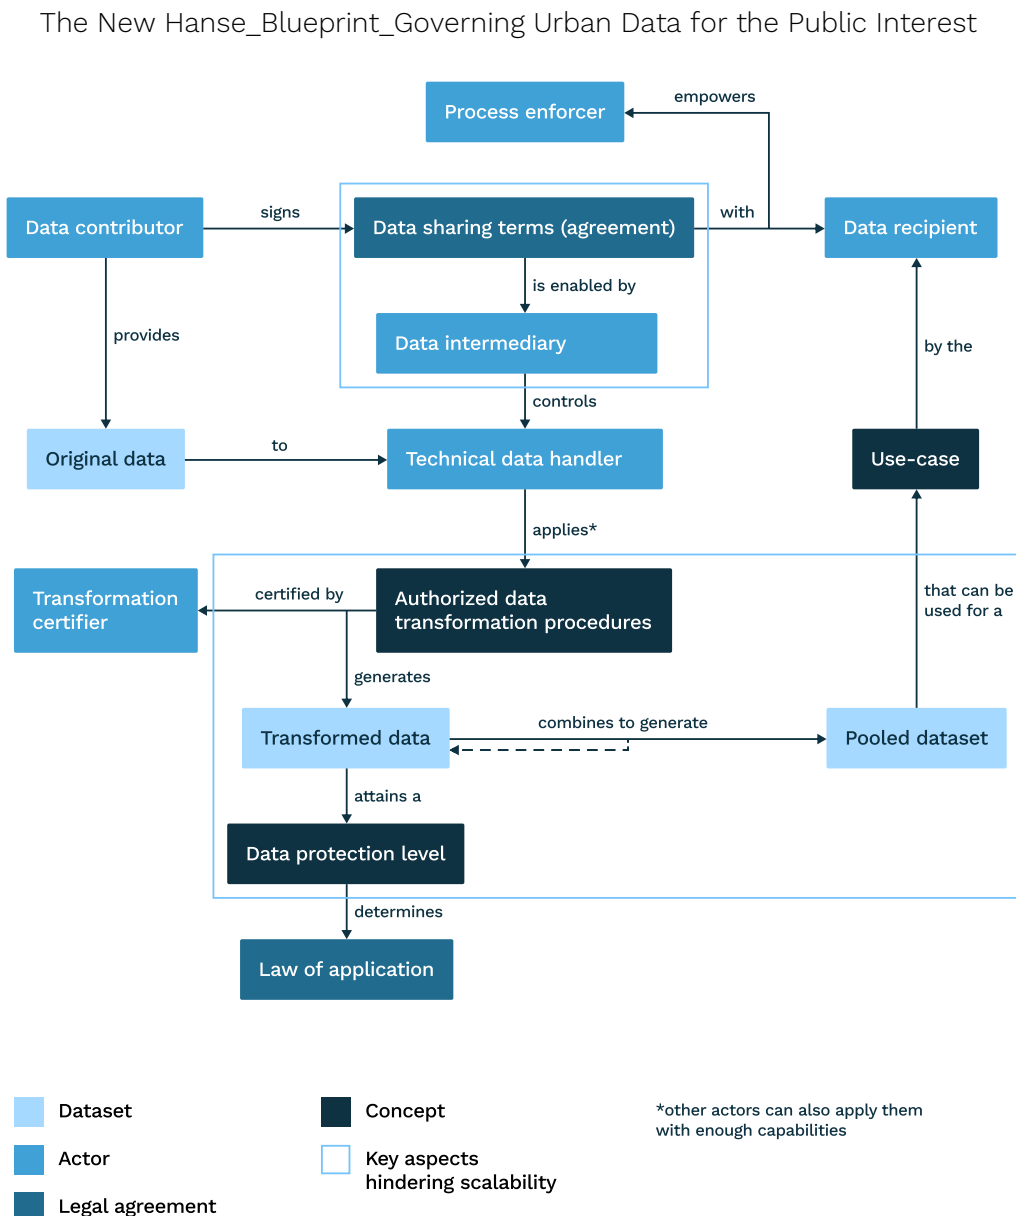 The New Hanse_Blueprint_Governing Urban Data for the Public Interest
empowers
Process enforcer
Data contributor
signs
Data sharing terms (agreement)
with
Data recipient
is enabled by
provides
Data intermediary
by the
controls
Original data
to
Technical data handler
Use-case
applies*
Transformation
certifier
certified by
Authorized data
transformation procedures
that can be
used for a
generates
Transformed data
combines to generate
Pooled dataset
attains a
Data protection level
determines
Law of application
Dataset
Actor
Legal agreement
Concept
Key aspects
hindering scalability
*other actors can also apply them
with enough capabilities